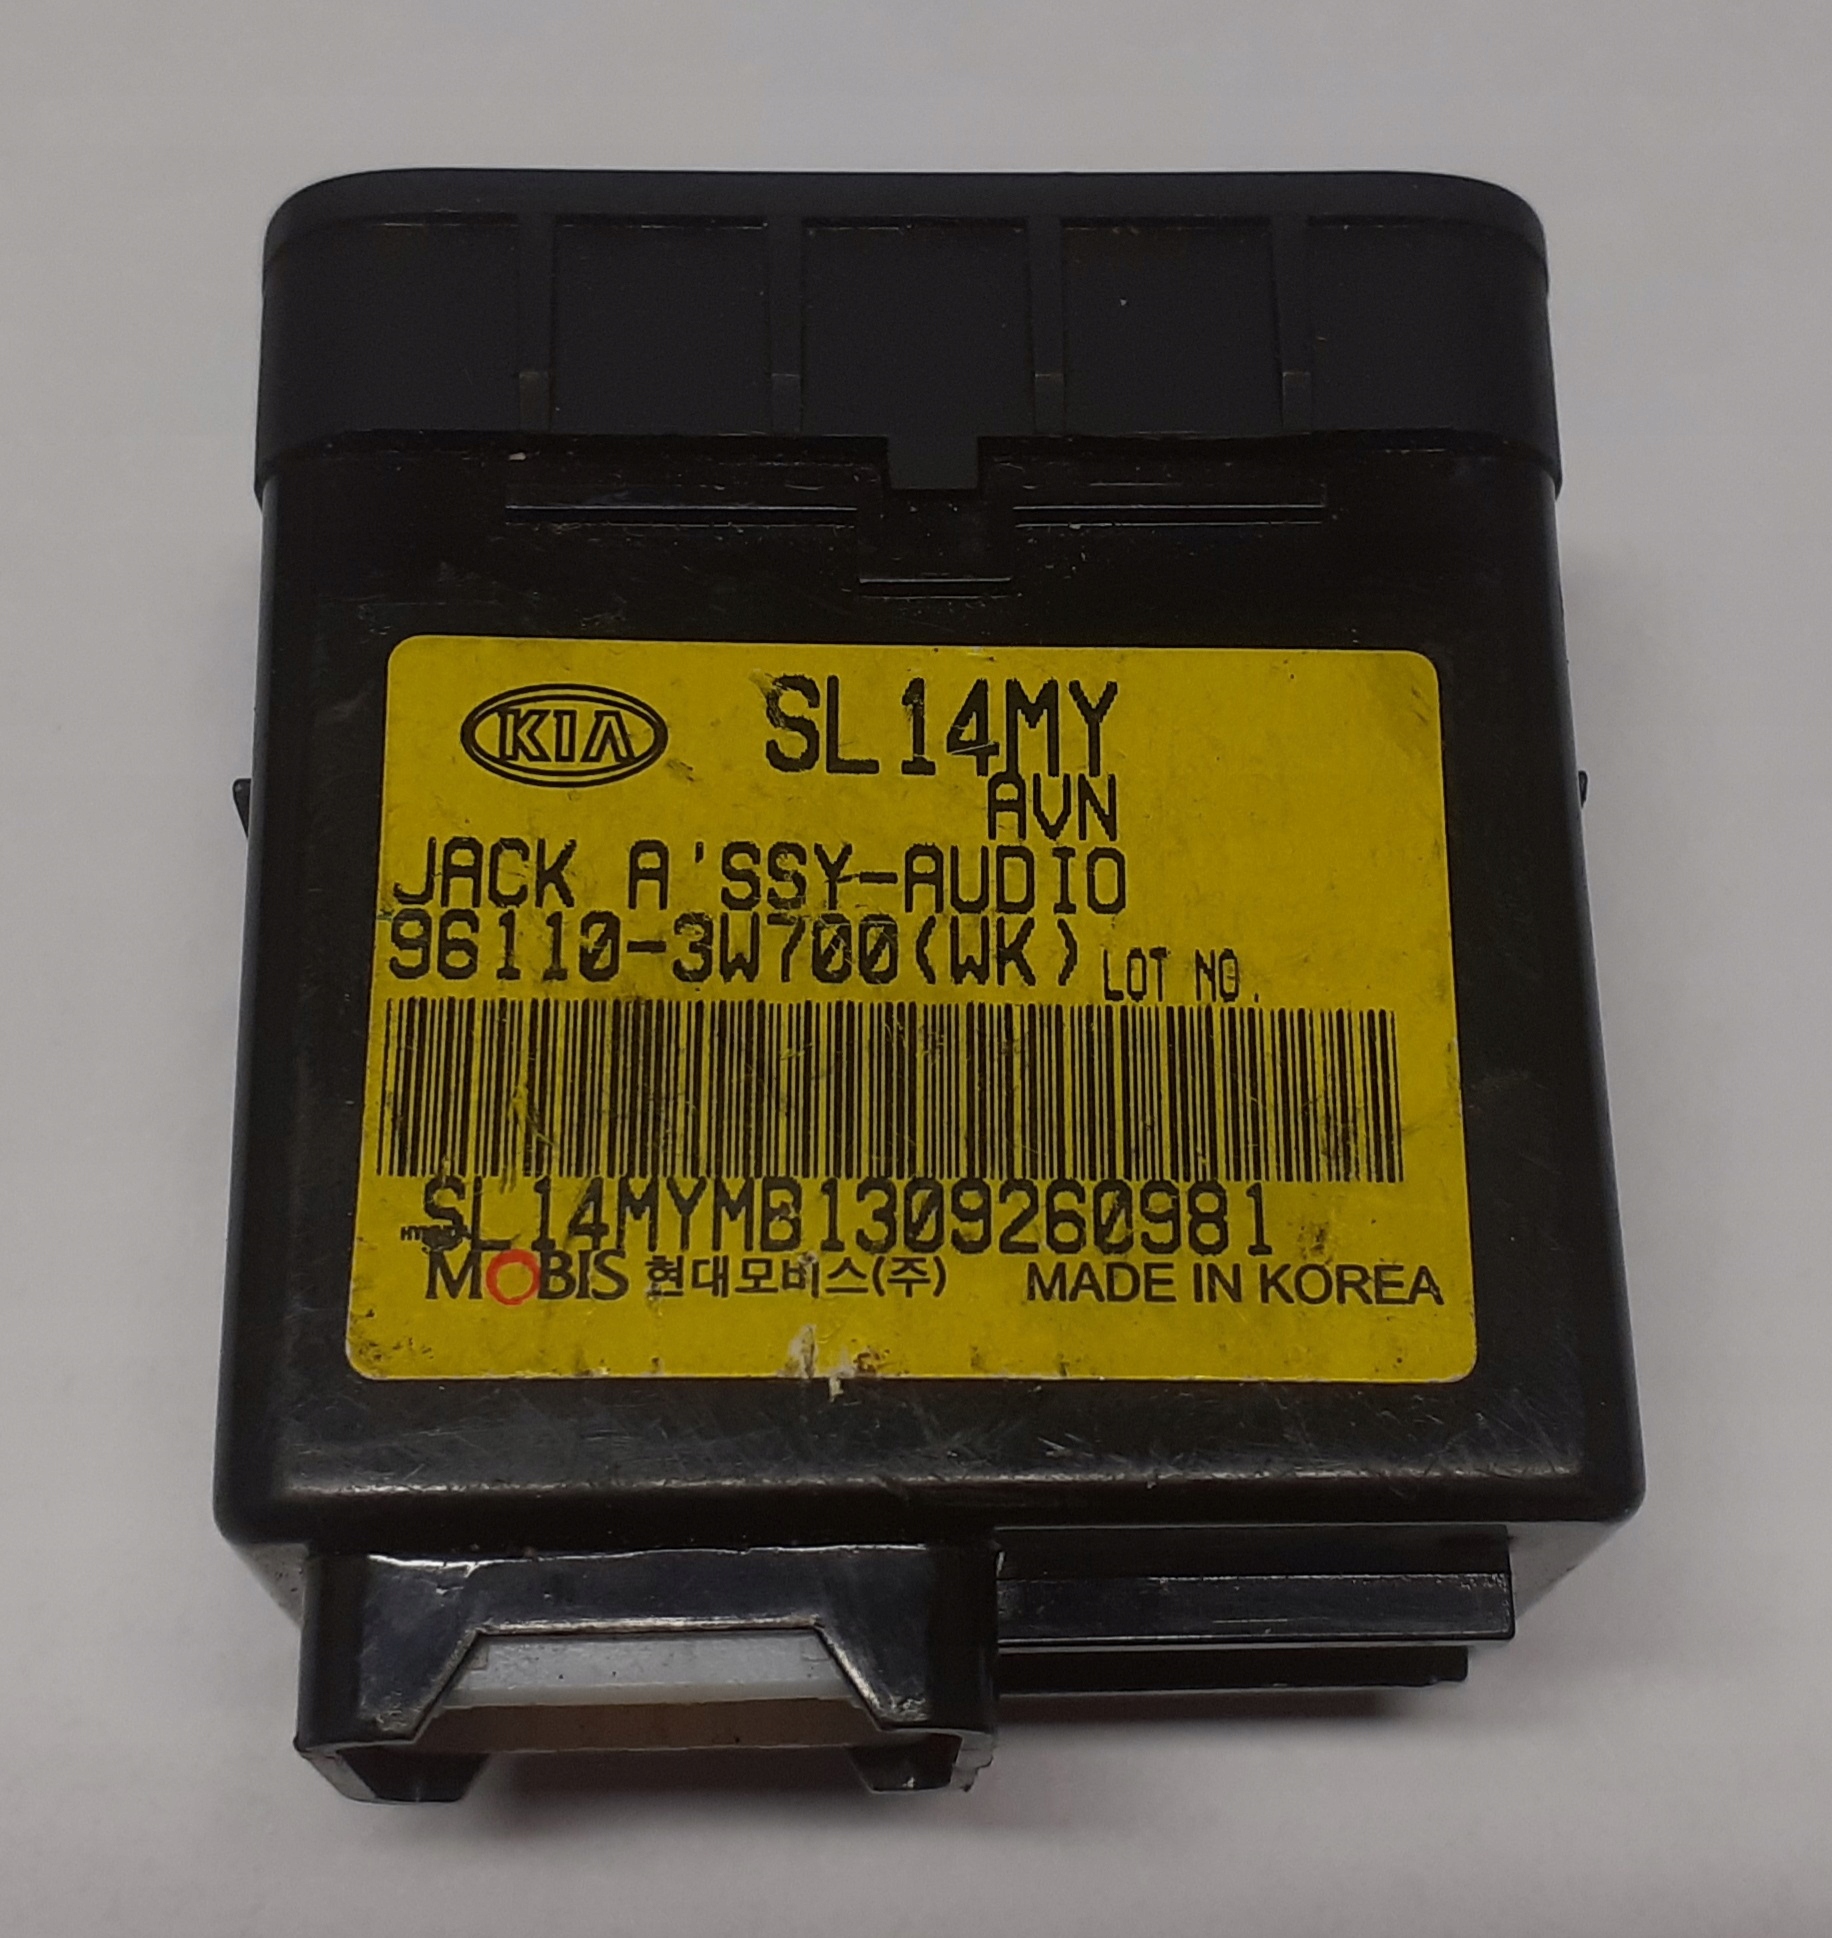 KIA SL14MY
AVN
JACK A'SSY-AUDIO
96110-3W700(WK) LOT NO.
SL14MYMB1309260981
MOBIS 현대모비스(주) MADE IN KOREA